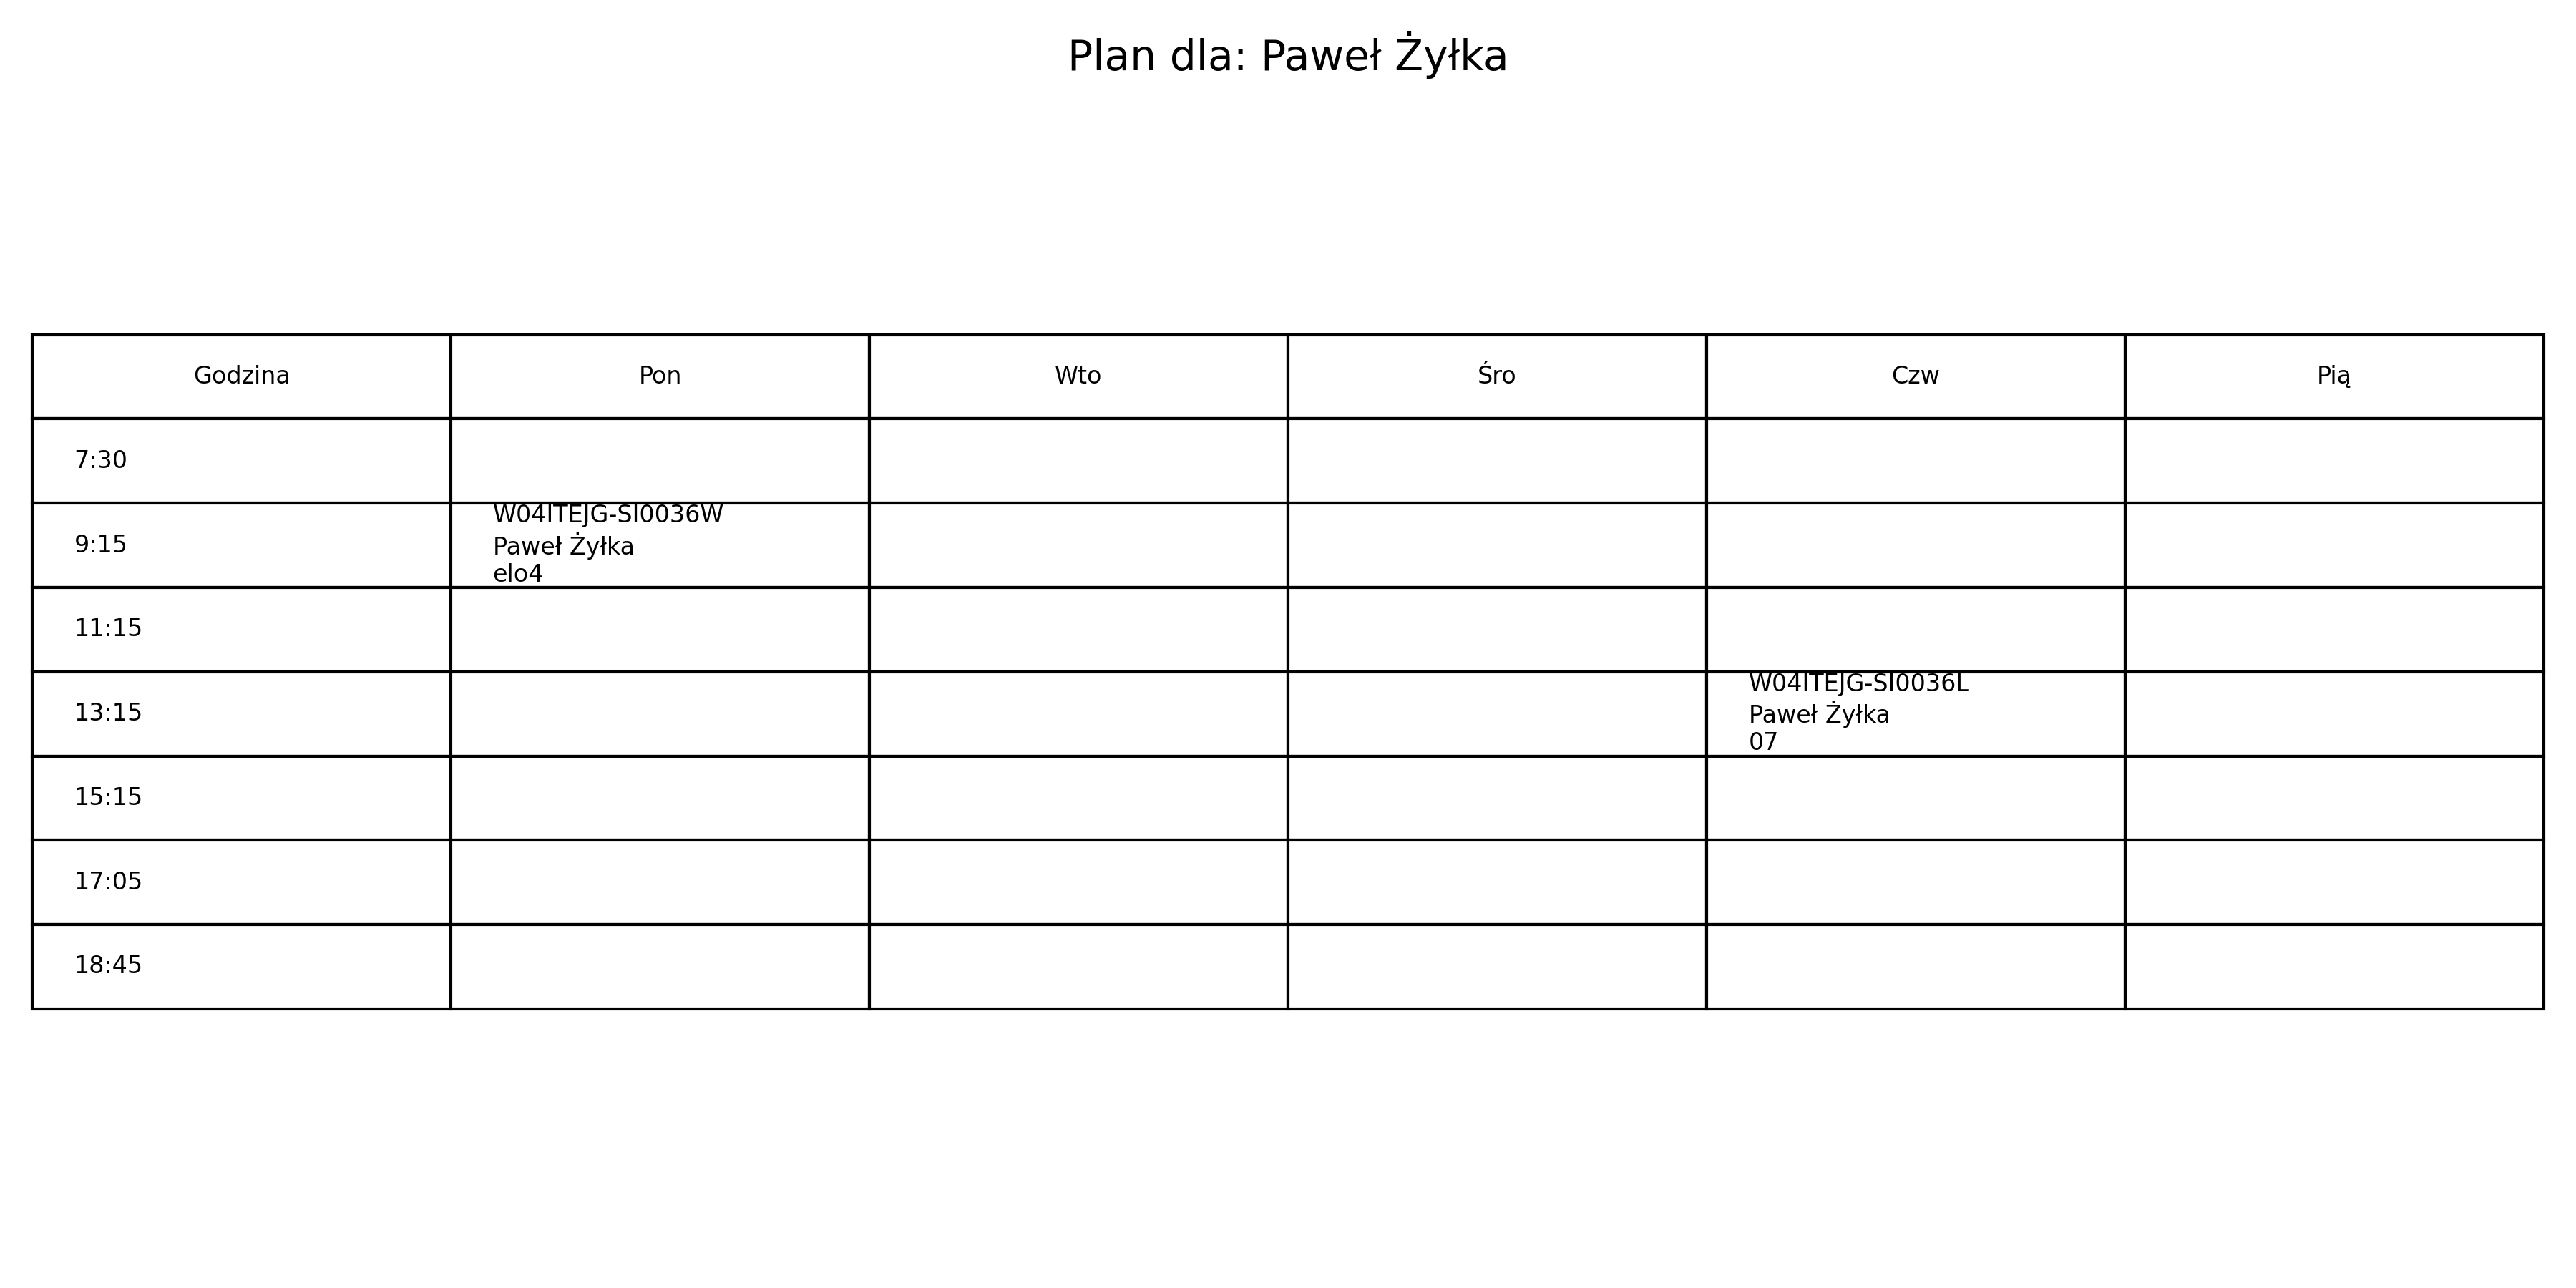 Plan dla: Paweł Żyłka
Godzina Pon Wto Śro Czw Pią
7:30
9:15
W04ITEJG-SI0036W
Paweł Żyłka
elo4
11:15
13:15
W04ITEJG-SI0036L
Paweł Żyłka
07
15:15
17:05
18:45